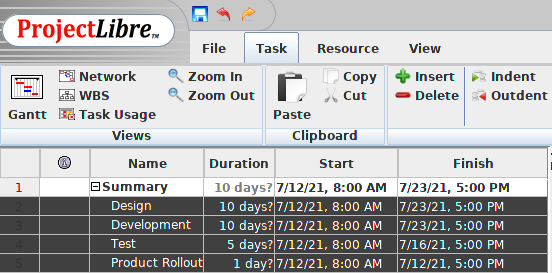 ProjectLibre™
File Task Resource View
Network Zoom In Copy Insert Indent
WBS Zoom Out Cut Delete Outdent
Gantt Task Usage Paste
Views Clipboard
Name Duration Start Finish
1 Summary 10 days? 7/12/21, 8:00 AM 7/23/21, 5:00 PM
2 Design 10 days? 7/12/21, 8:00 AM 7/23/21, 5:00 PM
3 Development 10 days? 7/12/21, 8:00 AM 7/23/21, 5:00 PM
4 Test 5 days? 7/12/21, 8:00 AM 7/16/21, 5:00 PM
5 Product Rollout 1 day? 7/12/21, 8:00 AM 7/12/21, 5:00 PM